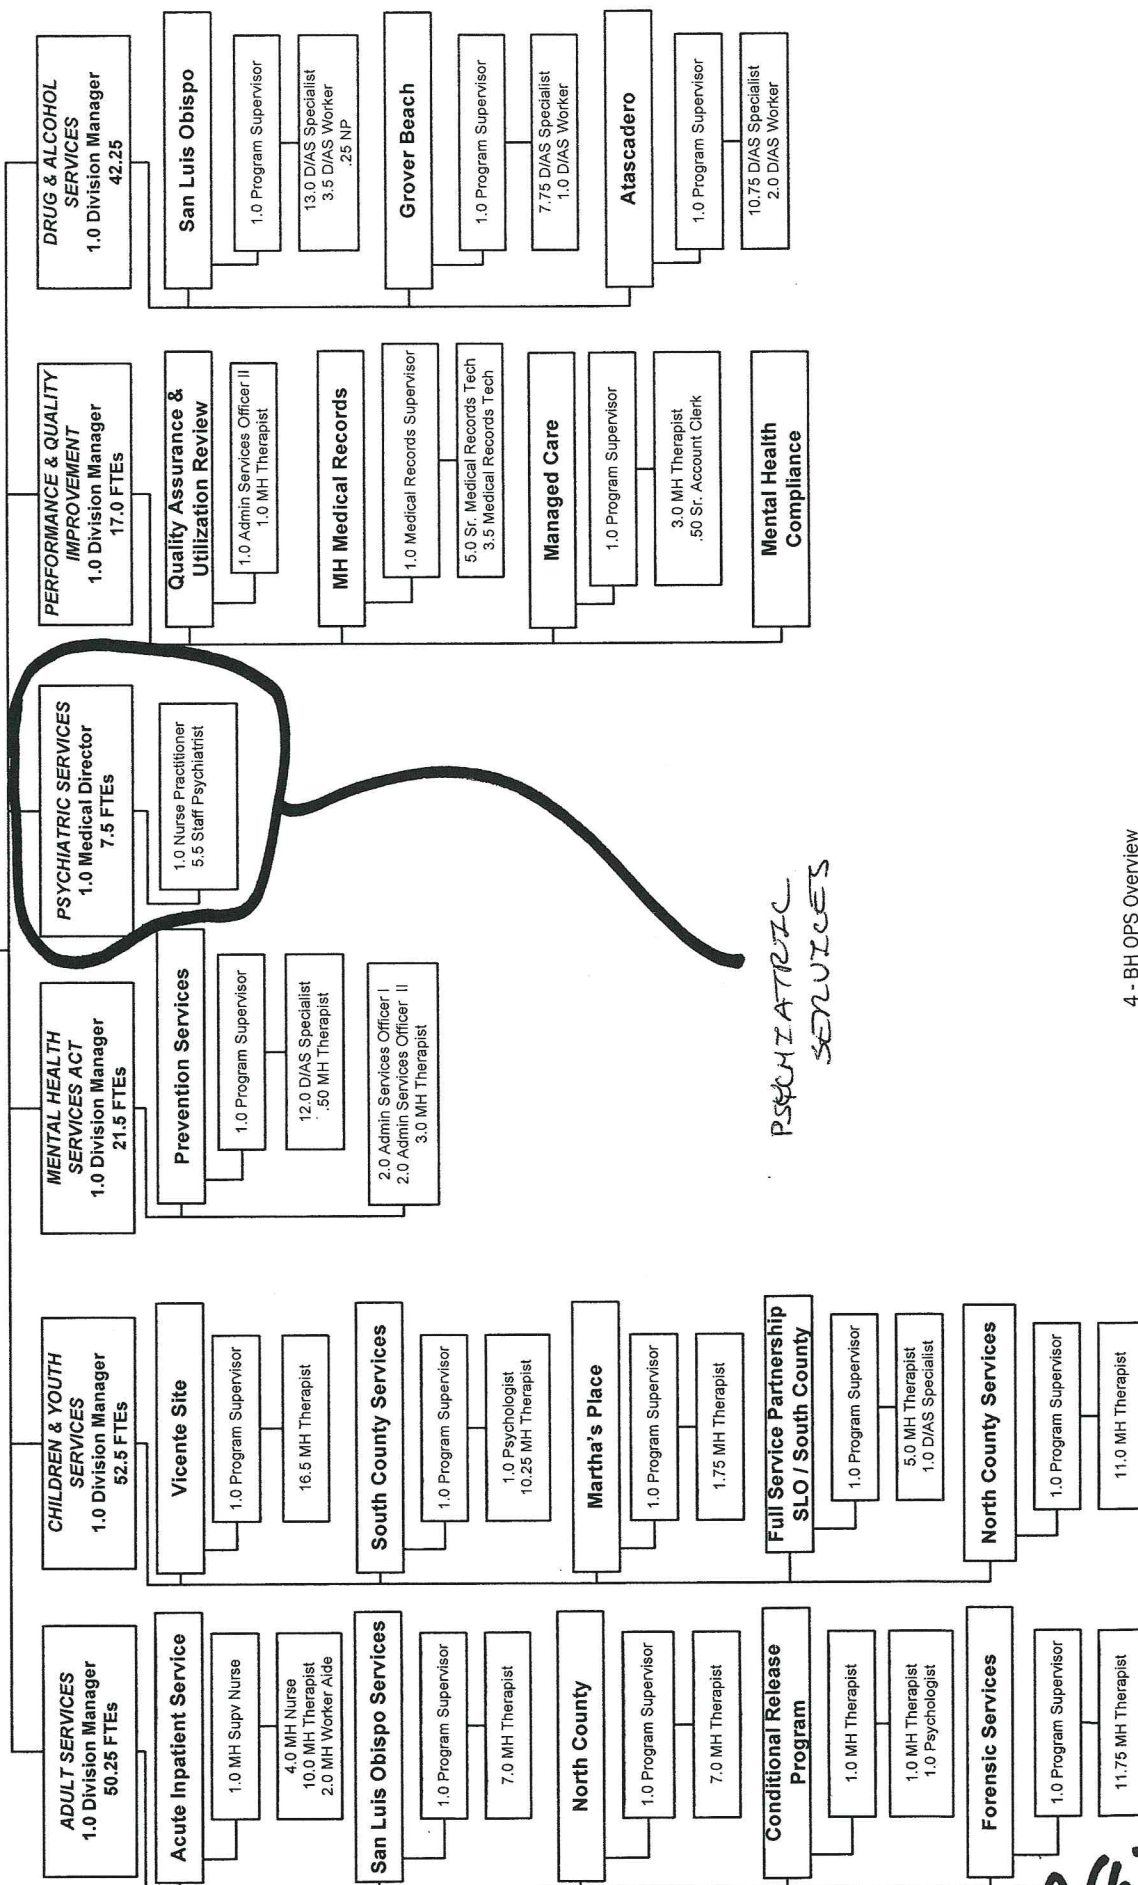 ADULT SERVICES
1.0 Division Manager
50.25 FTEs
Acute Inpatient Service
1.0 MH Supv Nurse
4.0 MH Nurse
10.0 MH Therapist
2.0 MH Worker Aide
San Luis Obispo Services
1.0 Program Supervisor
7.0 MH Therapist
North County
1.0 Program Supervisor
7.0 MH Therapist
Conditional Release
Program
1.0 MH Therapist
1.0 MH Therapist
1.0 Psychologist
Forensic Services
1.0 Program Supervisor
11.75 MH Therapist
CHILDREN & YOUTH
SERVICES
1.0 Division Manager
52.5 FTEs
Vicente Site
1.0 Program Supervisor
16.5 MH Therapist
South County Services
1.0 Program Supervisor
1.0 Psychologist
10.25 MH Therapist
Martha's Place
1.0 Program Supervisor
1.75 MH Therapist
Full Service Partnership
SLO / South County
1.0 Program Supervisor
5.0 MH Therapist
1.0 D/AS Specialist
North County Services
1.0 Program Supervisor
11.0 MH Therapist
MENTAL HEALTH
SERVICES ACT
1.0 Division Manager
21.5 FTEs
Prevention Services
1.0 Program Supervisor
12.0 D/AS Specialist
.50 MH Therapist
2.0 Admin Services Officer I
2.0 Admin Services Officer II
3.0 MH Therapist
PSYCHIATRIC SERVICES
1.0 Medical Director
7.5 FTEs
1.0 Nurse Practitioner
5.5 Staff Psychiatrist
PSYCHIATRIC
SERVICES
PERFORMANCE & QUALITY
IMPROVEMENT
1.0 Division Manager
17.0 FTEs
Quality Assurance &
Utilization Review
1.0 Admin Services Officer II
1.0 MH Therapist
MH Medical Records
1.0 Medical Records Supervisor
5.0 Sr. Medical Records Tech
3.5 Medical Records Tech
Managed Care
1.0 Program Supervisor
3.0 MH Therapist
.50 Sr. Account Clerk
Mental Health
Compliance
DRUG & ALCOHOL
SERVICES
1.0 Division Manager
42.25
San Luis Obispo
1.0 Program Supervisor
13.0 D/AS Specialist
3.5 D/AS Worker
.25 NP
Grover Beach
1.0 Program Supervisor
7.75 D/AS Specialist
1.0 D/AS Worker
Atascadero
1.0 Program Supervisor
10.75 D/AS Specialist
2.0 D/AS Worker
4 - BH OPS Overview